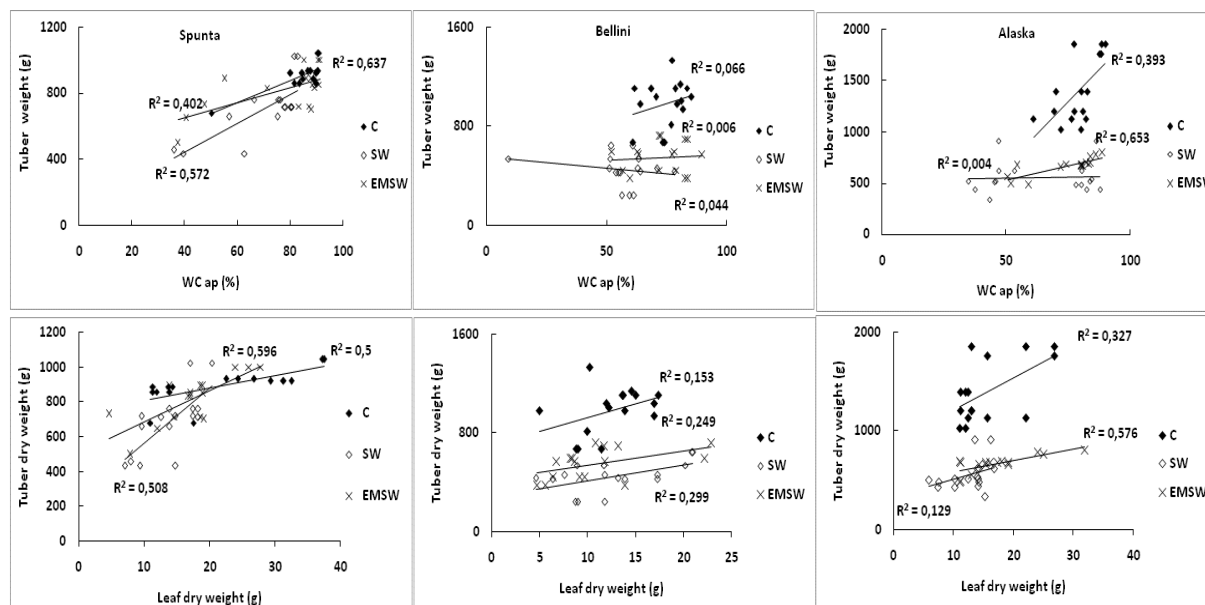 Spunta
Tuber weight (g)
1200
800
400
0
0 20 40 60 80 100
WC ap (%)
R² = 0,637
R² = 0,402
R² = 0,572
C
SW
EMSW
Bellini
Tuber weight (g)
1600
800
0
0 50 100
WC ap (%)
R² = 0,066
R² = 0,006
R² = 0,044
C
SW
EMSW
Alaska
Tuber weight (g)
2000
1500
1000
500
0
0 50 100
WC ap (%)
R² = 0,393
R² = 0,653
R² = 0,004
C
SW
EMSW
Tuber dry weight (g)
1200
1000
800
600
400
200
0
0 10 20 30 40
Leaf dry weight (g)
R² = 0,596
R² = 0,5
R² = 0,508
C
SW
EMSW
Tuber dry weight (g)
1600
800
0
0 5 10 15 20 25
Leaf dry weight (g)
R² = 0,153
R² = 0,249
R² = 0,299
C
SW
EMSW
Tuber dry weight (g)
2000
1000
0
0 10 20 30 40
Leaf dry weight (g)
R² = 0,327
R² = 0,576
R² = 0,129
C
SW
EMSW